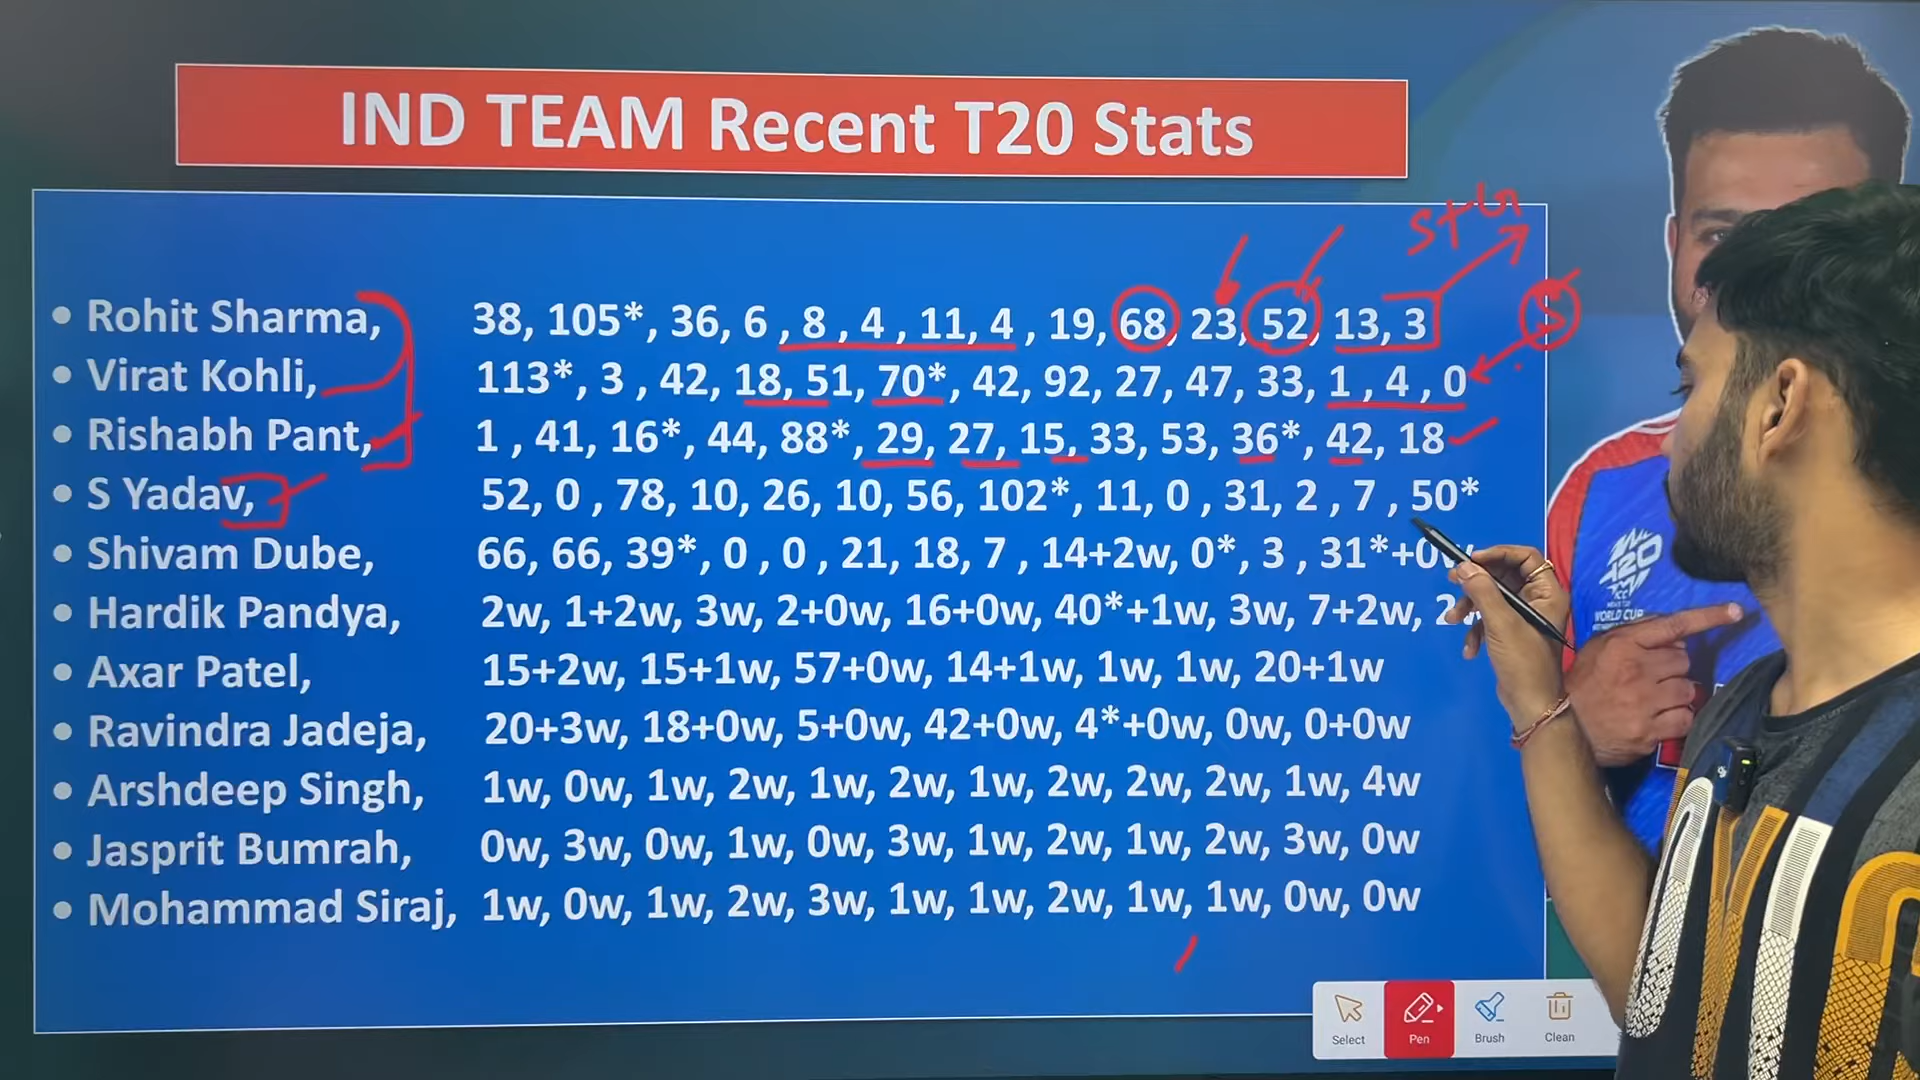 IND TEAM Recent T20 Stats
S+G
S
• Rohit Sharma, 38, 105*, 36, 6 , 8 , 4 , 11, 4 , 19, 68, 23, 52, 13, 3
• Virat Kohli, 113*, 3 , 42, 18, 51, 70*, 42, 92, 27, 47, 33, 1 , 4 , 0
• Rishabh Pant, 1 , 41, 16*, 44, 88*, 29, 27, 15, 33, 53, 36*, 42, 18
• S Yadav, 52, 0 , 78, 10, 26, 10, 56, 102*, 11, 0 , 31, 2 , 7 , 50*
• Shivam Dube, 66, 66, 39*, 0 , 0 , 21, 18, 7 , 14+2w, 0*, 3 , 31*+0w
• Hardik Pandya, 2w, 1+2w, 3w, 2+0w, 16+0w, 40*+1w, 3w, 7+2w, 2w
• Axar Patel, 15+2w, 15+1w, 57+0w, 14+1w, 1w, 1w, 20+1w
• Ravindra Jadeja, 20+3w, 18+0w, 5+0w, 42+0w, 4*+0w, 0w, 0+0w
• Arshdeep Singh, 1w, 0w, 1w, 2w, 1w, 2w, 1w, 2w, 2w, 2w, 1w, 4w
• Jasprit Bumrah, 0w, 3w, 0w, 1w, 0w, 3w, 1w, 2w, 1w, 2w, 3w, 0w
• Mohammad Siraj, 1w, 0w, 1w, 2w, 3w, 1w, 1w, 2w, 1w, 1w, 0w, 0w
T20
WORLD CUP
Select Pen Brush Clean